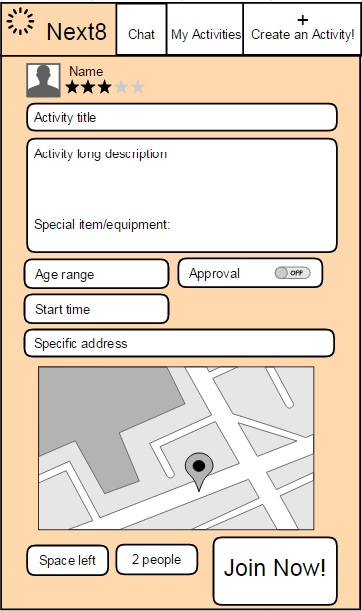 Next8
Chat
My Activities
+
Create an Activity!
Name
Activity title
Activity long description
Special item/equipment:
Age range
Approval
OFF
Start time
Specific address
Space left
2 people
Join Now!